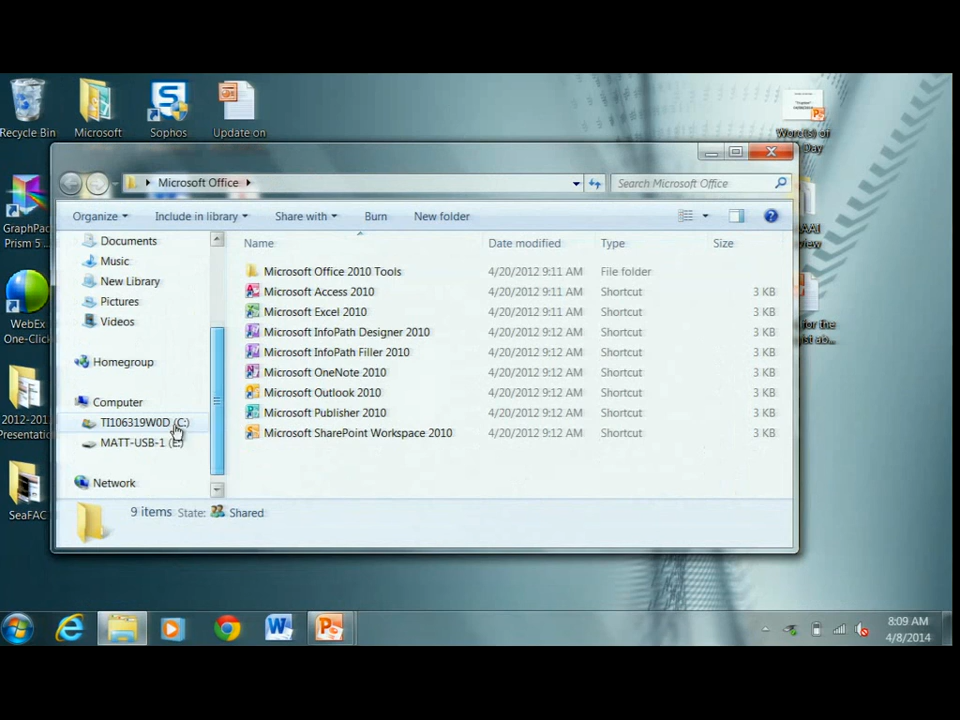 Recycle Bin
Microsoft
Sophos
Update on
Word(s) of
Day
GraphPad
Prism 5 ...
WebEx
One-Click
SeaFAC
Microsoft Office
Search Microsoft Office
Organize
Include in library
Share with
Burn
New folder
Documents
Music
New Library
Pictures
Videos
Homegroup
Computer
TI106319W0D (C:)
MATT-USB-1 (E:)
Network
Name Date modified Type Size
Microsoft Office 2010 Tools 4/20/2012 9:11 AM File folder
Microsoft Access 2010 4/20/2012 9:11 AM Shortcut 3 KB
Microsoft Excel 2010 4/20/2012 9:11 AM Shortcut 3 KB
Microsoft InfoPath Designer 2010 4/20/2012 9:12 AM Shortcut 3 KB
Microsoft InfoPath Filler 2010 4/20/2012 9:12 AM Shortcut 3 KB
Microsoft OneNote 2010 4/20/2012 9:12 AM Shortcut 3 KB
Microsoft Outlook 2010 4/20/2012 9:12 AM Shortcut 3 KB
Microsoft Publisher 2010 4/20/2012 9:12 AM Shortcut 3 KB
Microsoft SharePoint Workspace 2010 4/20/2012 9:12 AM Shortcut 3 KB
9 items State: Shared
for the
8:09 AM
4/8/2014